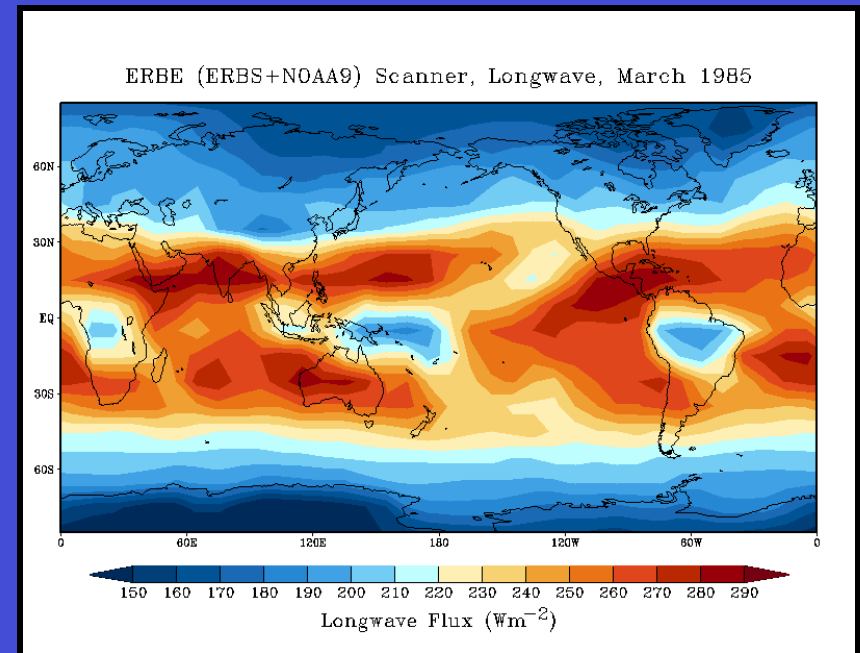 ERBE (ERBS+NOAA9) Scanner, Longwave, March 1985
60N
30N
EQ
30S
60S
0 60E 120E 180 120W 60W 0
150 160 170 180 190 200 210 220 230 240 250 260 270 280 290
Longwave Flux (Wm⁻²)